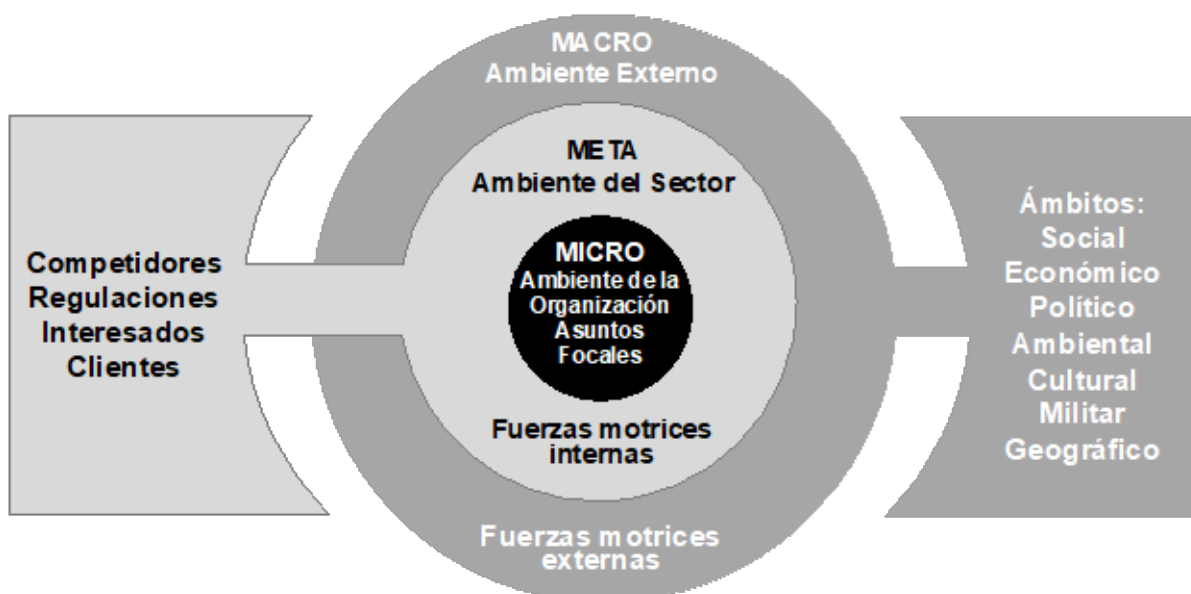 MACRO
Ambiente Externo
META
Ambiente del Sector
MICRO
Ambiente de la
Organización
Asuntos
Focales
Fuerzas motrices
internas
Fuerzas motrices
externas
Competidores
Regulaciones
Interesados
Clientes
Ámbitos:
Social
Económico
Político
Ambiental
Cultural
Militar
Geográfico